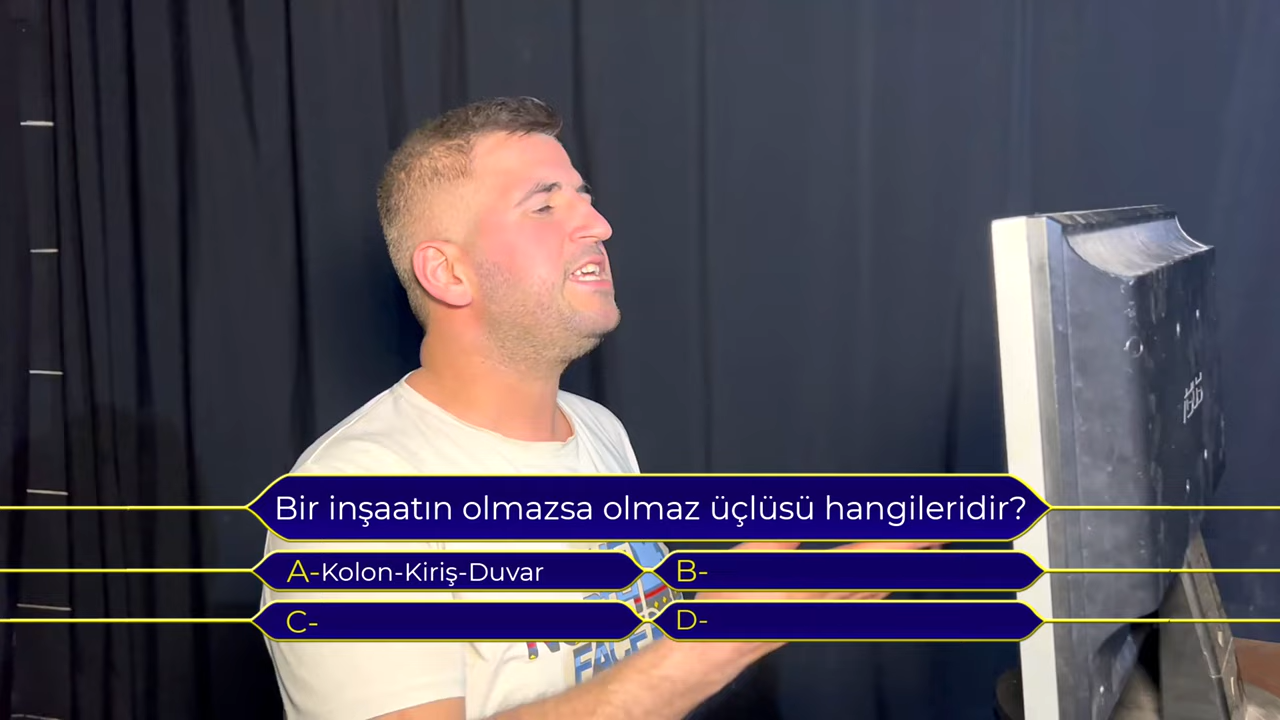 Bir inşaatın olmazsa olmaz üçlüsü hangileridir?
A-Kolon-Kiriş-Duvar
B-
C-
D-